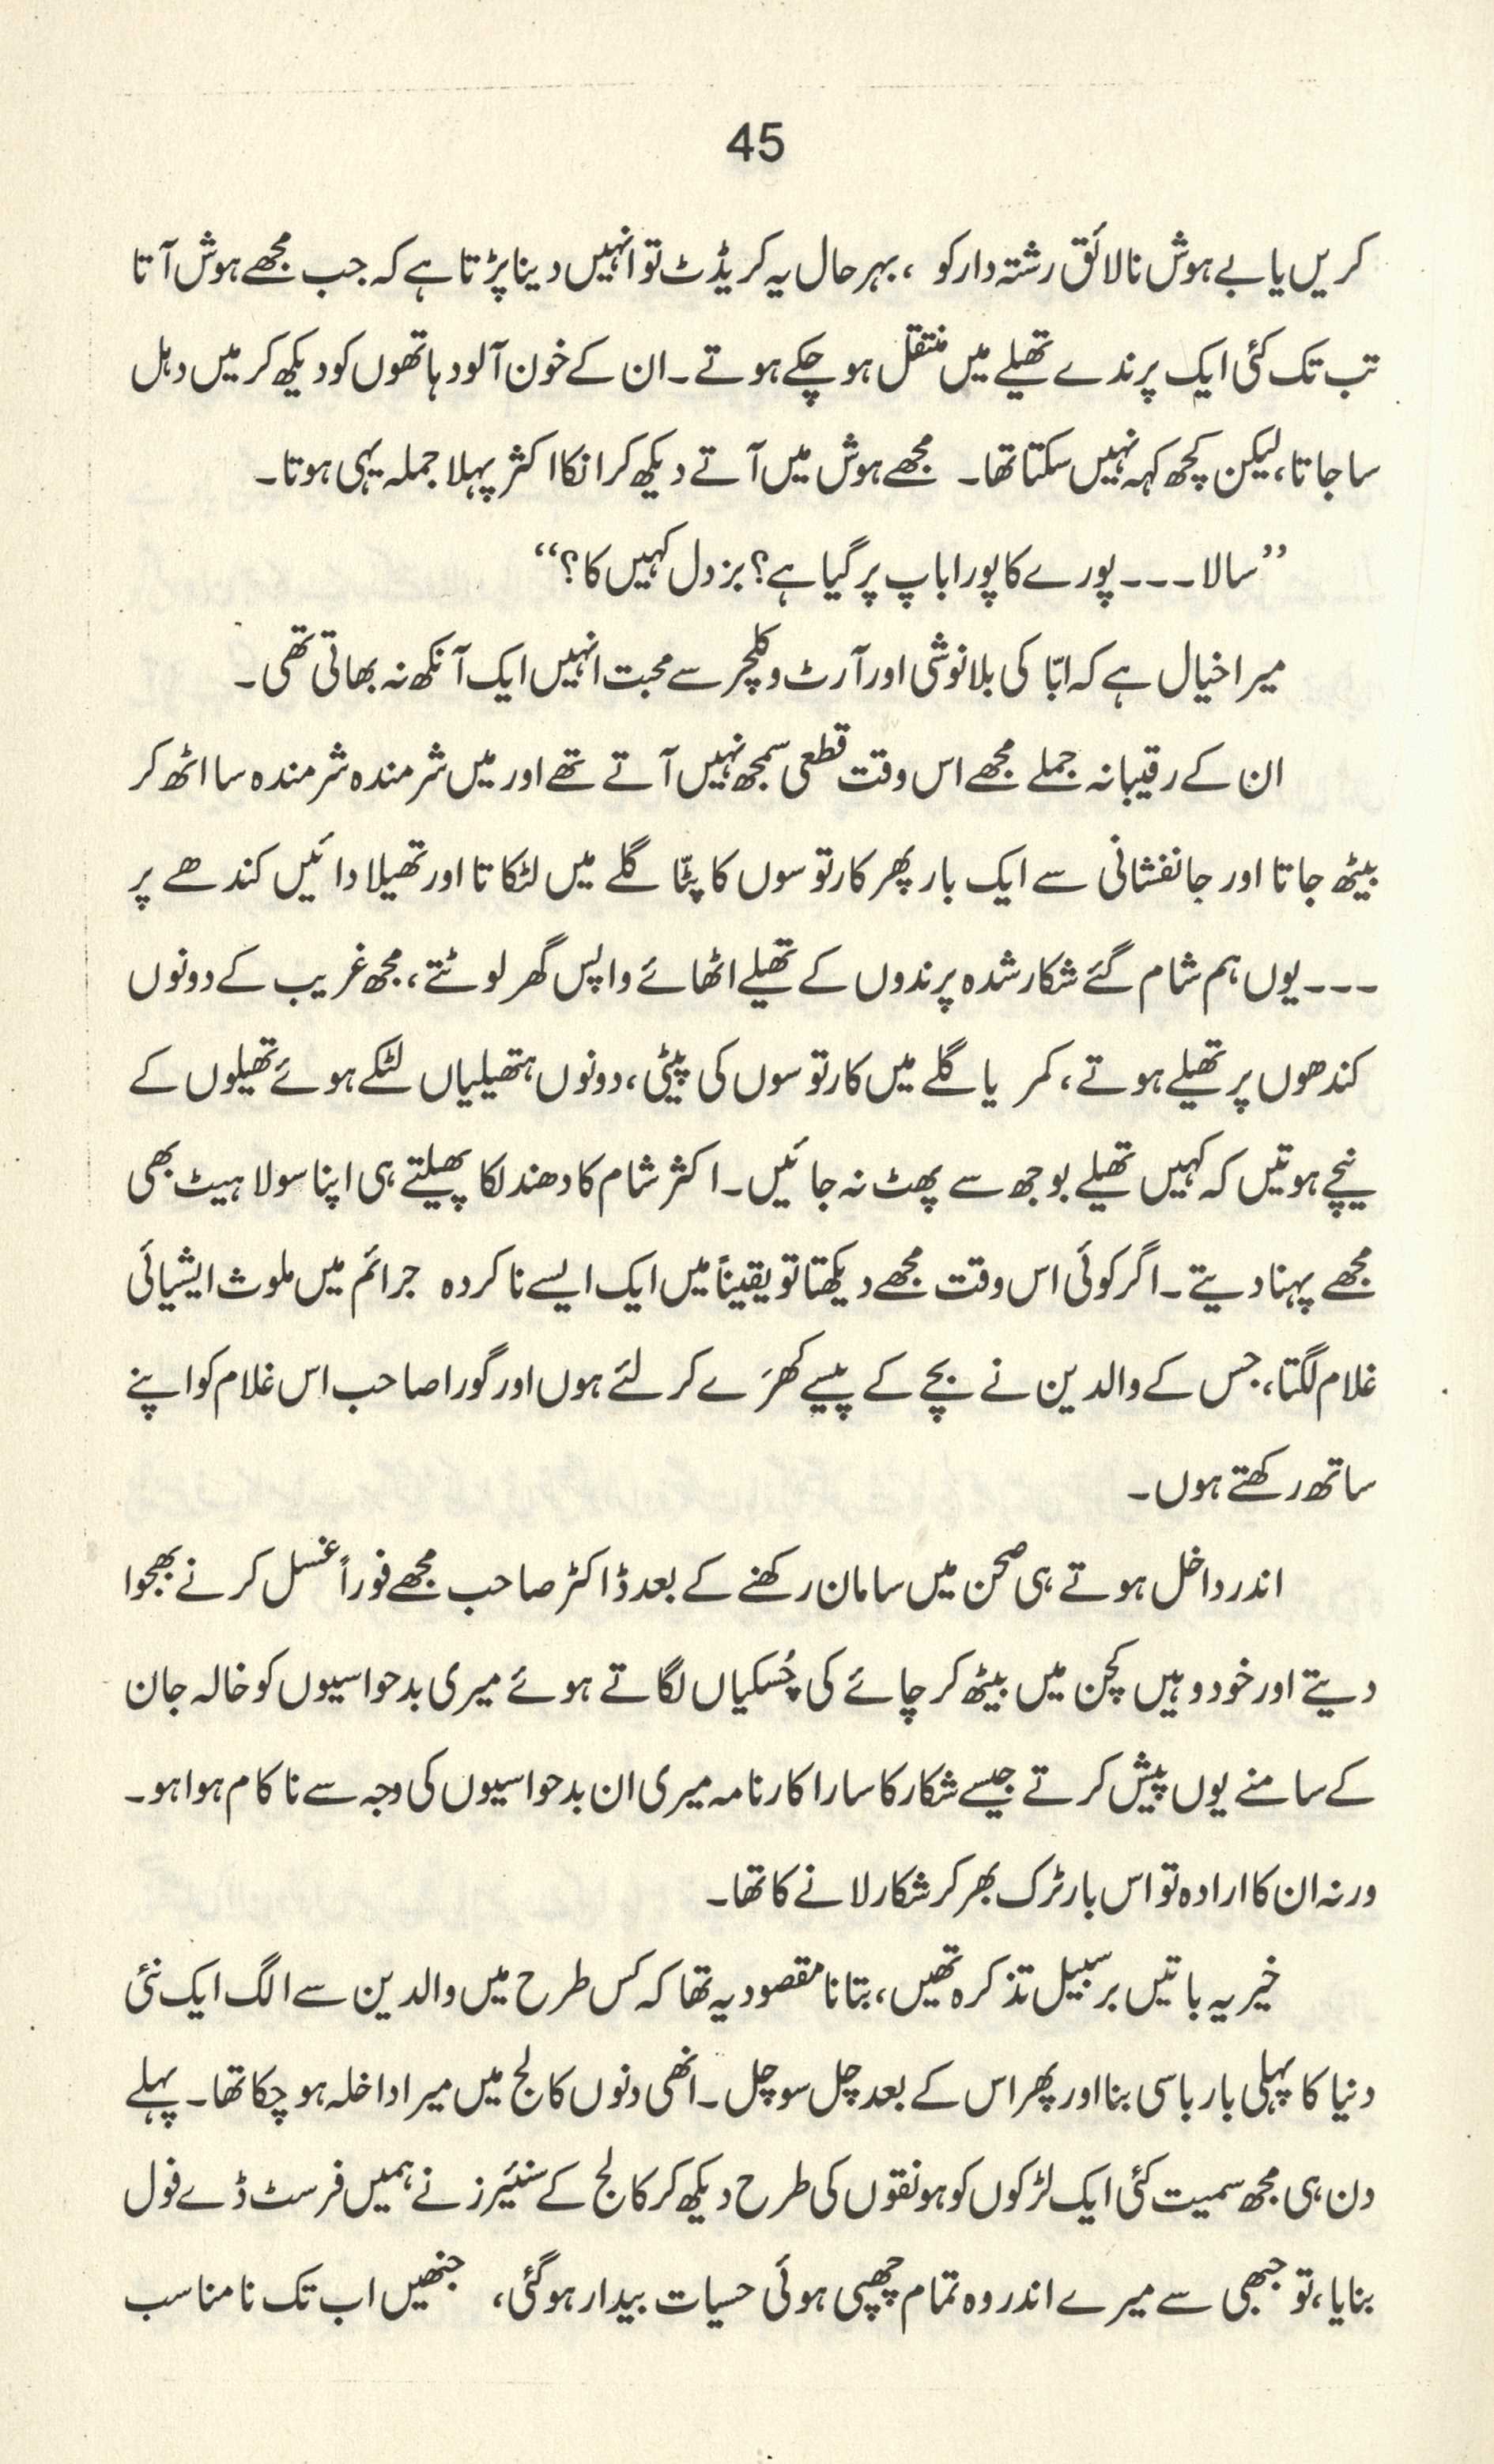 45
کریں یا بے ہوش نالائق رشتہ دار کو ، بہر حال یہ کریڈٹ تو انہیں دینا پڑتا ہے کہ جب مجھے ہوش آتا
تب تک کئی ایک پرندے تھیلے میں منتقل ہو چکے ہوتے ۔ ان کے خون آلود ہاتھوں کو دیکھ کر میں دہل
سا جاتا، لیکن کچھ کہہ نہیں سکتا تھا ۔ مجھے ہوش میں آتے دیکھ کر انکا اکثر پہلا جملہ یہی ہوتا ۔
”سالا ۔۔۔ پورے کا پورا باپ پر گیا ہے؟ بزدل کہیں کا؟“
میرا خیال ہے کہ ابّا کی بلانوشی اور آرٹ و کلچر سے محبت انہیں ایک آنکھ نہ بھاتی تھی ۔
ان کے رقیبانہ جملے مجھے اس وقت قطعی سمجھ نہیں آتے تھے اور میں شرمندہ شرمندہ سا اٹھ کر
بیٹھ جاتا اور جانفشانی سے ایک بار پھر کارتوسوں کا پٹّا گلے میں لٹکاتا اور تھیلا دائیں کندھے پر
۔۔۔ یوں ہم شام گئے شکار شدہ پرندوں کے تھیلے اٹھائے واپس گھر لوٹتے، مجھ غریب کے دونوں
کندھوں پر تھیلے ہوتے، کمر یا گلے میں کارتوسوں کی پیٹی، دونوں ہتھیلیاں لٹکے ہوئے تھیلوں کے
نیچے ہوتیں کہ کہیں تھیلے بوجھ سے پھٹ نہ جائیں ۔ اکثر شام کا دھندلکا پھیلتے ہی اپنا سولا ہیٹ بھی
مجھے پہنا دیتے ۔ اگر کوئی اس وقت مجھے دیکھتا تو یقیناً میں ایک ایسے ناکردہ جرائم میں ملوث ایشیائی
غلام لگتا، جس کے والدین نے بچے کے پیسے کھرَے کر لئے ہوں اور گورا صاحب اس غلام کو اپنے
ساتھ رکھتے ہوں ۔
اندر داخل ہوتے ہی صحن میں سامان رکھنے کے بعد ڈاکٹر صاحب مجھے فوراً غسل کرنے بھجوا
دیتے اور خود وہیں کچن میں بیٹھ کر چائے کی چُسکیاں لگاتے ہوئے میری بدحواسیوں کو خالہ جان
کے سامنے یوں پیش کرتے جیسے شکار کا سارا کارنامہ میری ان بدحواسیوں کی وجہ سے ناکام ہوا ہو ۔
ورنہ ان کا ارادہ تو اس بار ٹرک بھر کر شکار لانے کا تھا ۔
خیر یہ باتیں بر سبیل تذکرہ تھیں، بتانا مقصود یہ تھا کہ کس طرح میں والدین سے الگ ایک نئی
دنیا کا پہلی بار باسی بنا اور پھر اس کے بعد چل سو چل ۔ انھی دنوں کالج میں میرا داخلہ ہو چکا تھا ۔ پہلے
دن ہی مجھ سمیت کئی ایک لڑکوں کو ہونقوں کی طرح دیکھ کر کالج کے سنیئرز نے ہمیں فرسٹ ڈے فول
بنایا، تو جبھی سے میرے اندر وہ تمام چھپی ہوئی حسیات بیدار ہو گئی، جنھیں اب تک نا مناسب